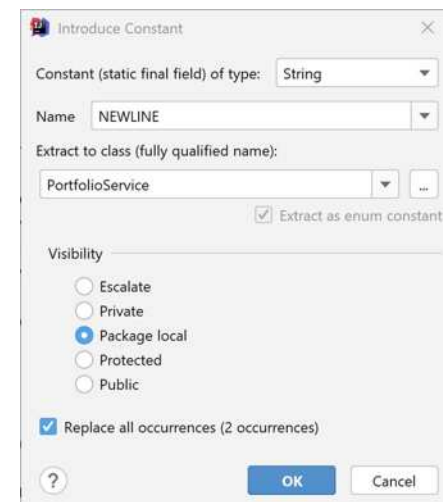 Introduce Constant
Constant (static final field) of type: String
Name NEWLINE
Extract to class (fully qualified name):
PortfolioService ...
Extract as enum constant
Visibility
Escalate
Private
Package local
Protected
Public
Replace all occurrences (2 occurrences)
? OK Cancel